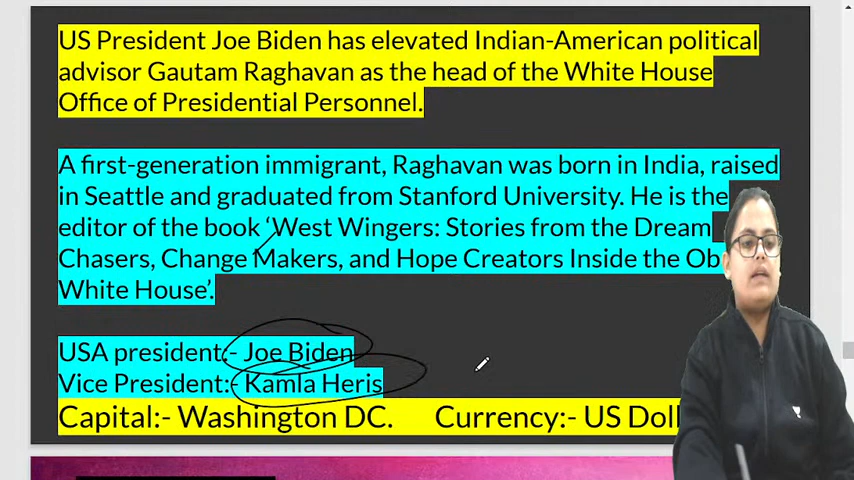 US President Joe Biden has elevated Indian-American political
advisor Gautam Raghavan as the head of the White House
Office of Presidential Personnel.
A first-generation immigrant, Raghavan was born in India, raised
in Seattle and graduated from Stanford University. He is the
editor of the book ‘West Wingers: Stories from the Dream
Chasers, Change Makers, and Hope Creators Inside the
White House’.
USA president:- Joe Biden
Vice President:- Kamla Heris
Capital:- Washington DC. Currency:- US